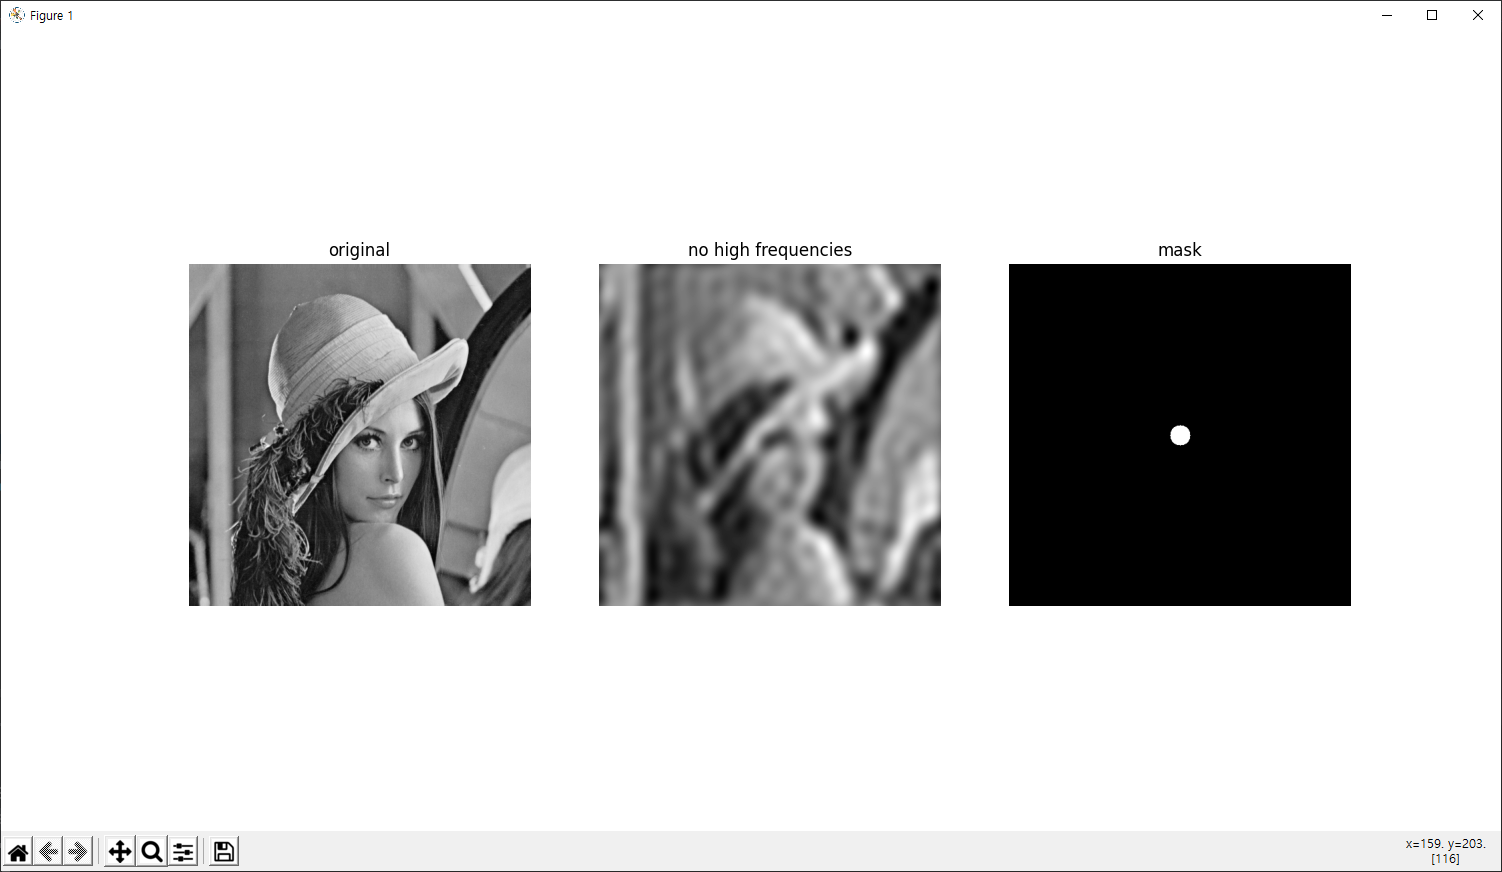 Figure 1
original
no high frequencies
mask
x=159. y=203.
[116]